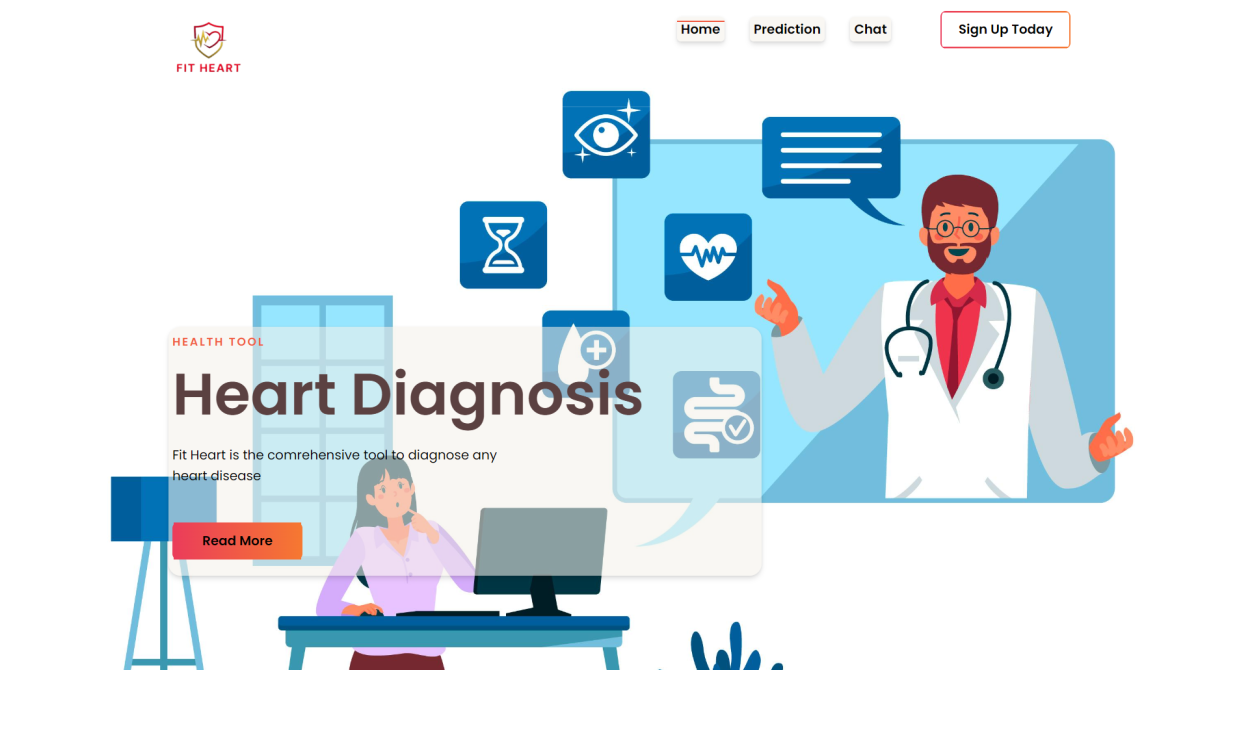 FIT HEART
Home
Prediction
Chat
Sign Up Today
HEALTH TOOL
Heart Diagnosis
Fit Heart is the comrehensive tool to diagnose any
heart disease
Read More